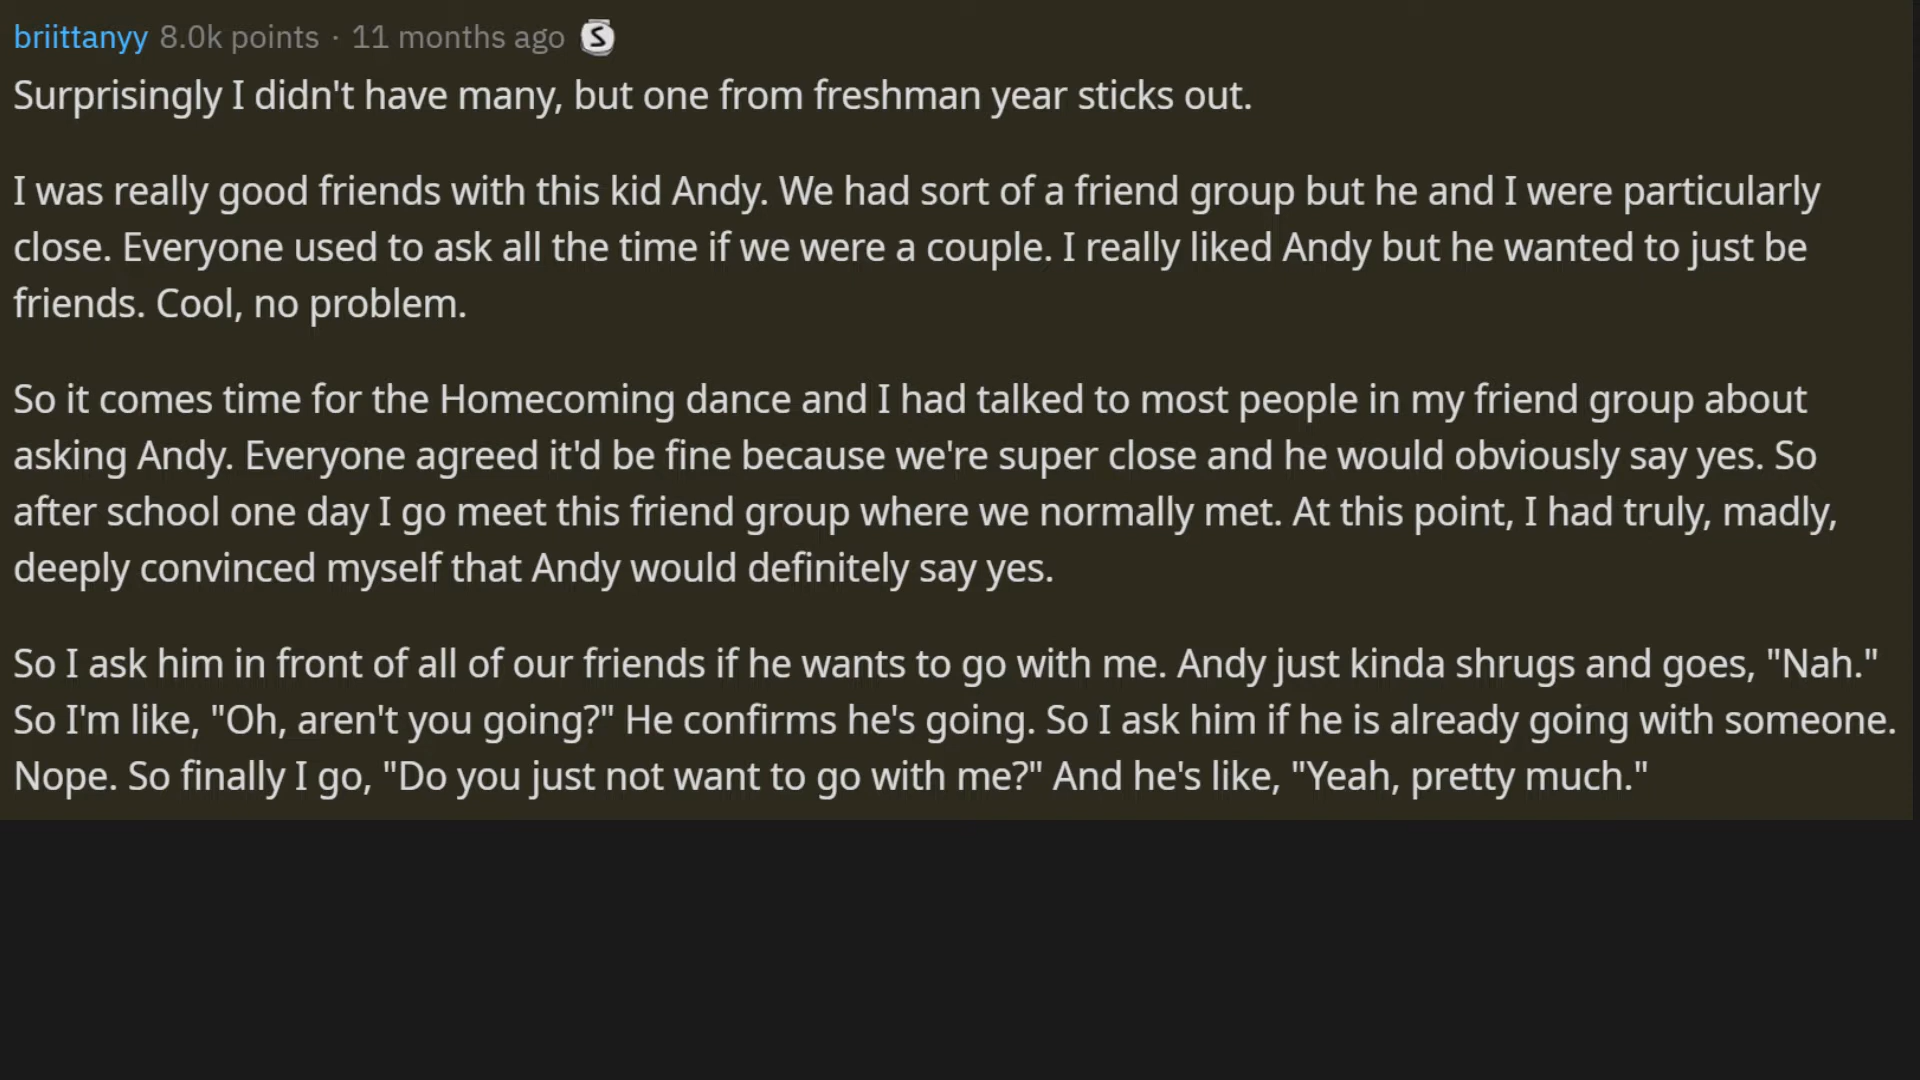 briittanyy 8.0k points · 11 months ago S
Surprisingly I didn't have many, but one from freshman year sticks out.
I was really good friends with this kid Andy. We had sort of a friend group but he and I were particularly
close. Everyone used to ask all the time if we were a couple. I really liked Andy but he wanted to just be
friends. Cool, no problem.
So it comes time for the Homecoming dance and I had talked to most people in my friend group about
asking Andy. Everyone agreed it'd be fine because we're super close and he would obviously say yes. So
after school one day I go meet this friend group where we normally met. At this point, I had truly, madly,
deeply convinced myself that Andy would definitely say yes.
So I ask him in front of all of our friends if he wants to go with me. Andy just kinda shrugs and goes, "Nah."
So I'm like, "Oh, aren't you going?" He confirms he's going. So I ask him if he is already going with someone.
Nope. So finally I go, "Do you just not want to go with me?" And he's like, "Yeah, pretty much."